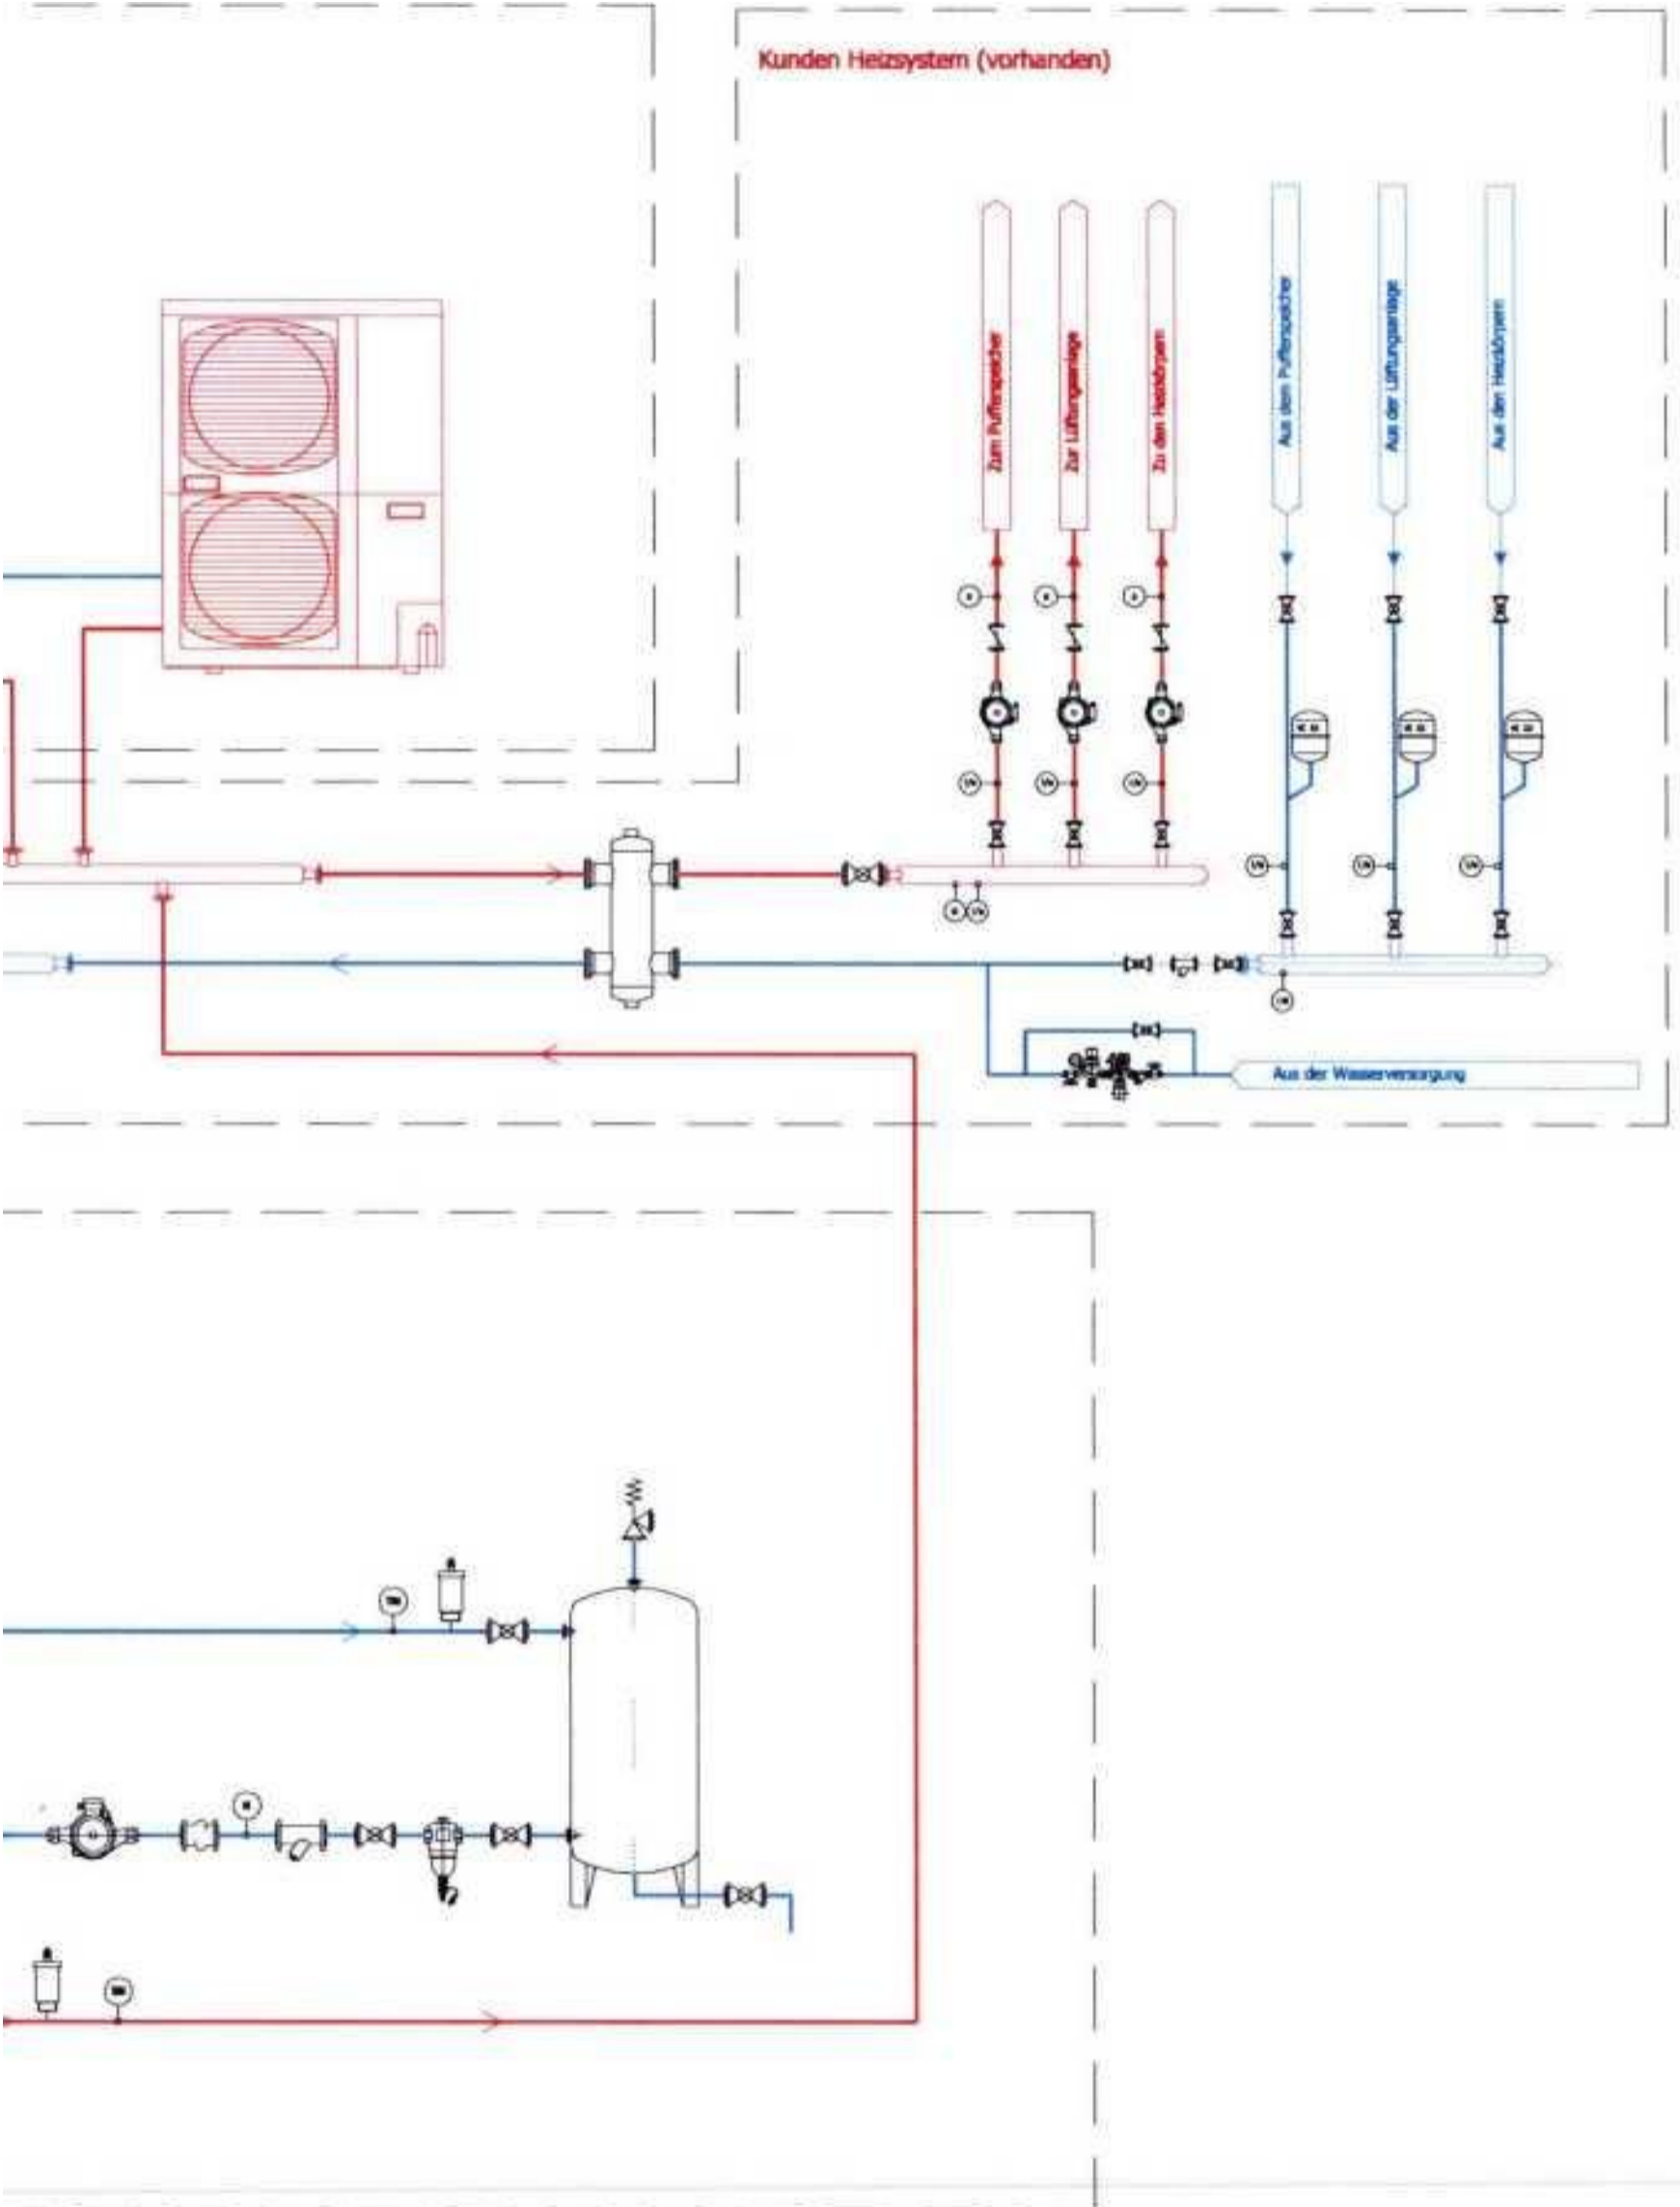 Kunden Heizsystem (vorhanden)
Zum Pufferspeicher
Zur Lüftungsanlage
Zu den Heizkörpern
Aus dem Pufferspeicher
Aus der Lüftungsanlage
Aus den Heizkörpern
Aus der Wasserversorgung